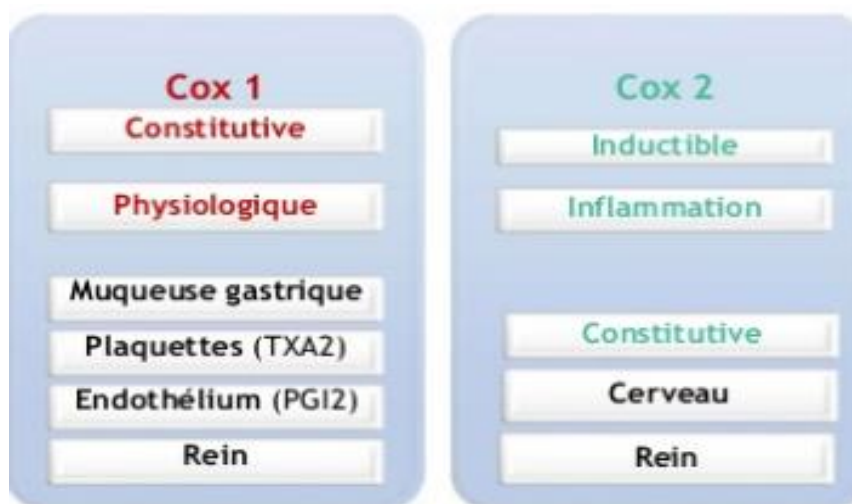 Cox 1
Constitutive
Physiologique
Muqueuse gastrique
Plaquettes (TXA2)
Endothélium (PGI2)
Rein
Cox 2
Inductible
Inflammation
Constitutive
Cerveau
Rein